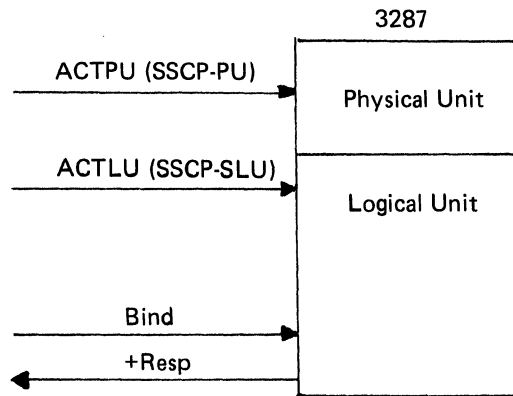 3287
ACTPU (SSCP-PU)
Physical Unit
ACTLU (SSCP-SLU)
Logical Unit
Bind
+Resp